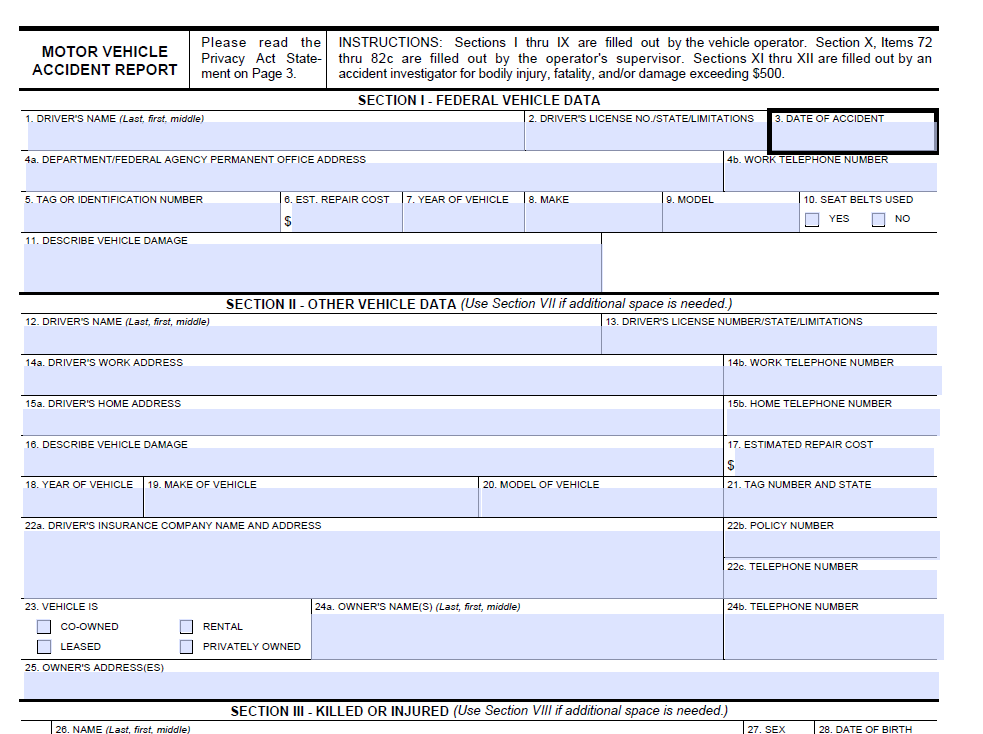 MOTOR VEHICLE
ACCIDENT REPORT
Please read the
Privacy Act State-
ment on Page 3.
INSTRUCTIONS: Sections I thru IX are filled out by the vehicle operator. Section X, Items 72
thru 82c are filled out by the operator's supervisor. Sections XI thru XII are filled out by an
accident investigator for bodily injury, fatality, and/or damage exceeding $500.
SECTION I - FEDERAL VEHICLE DATA
1. DRIVER'S NAME (Last, first, middle)
2. DRIVER'S LICENSE NO./STATE/LIMITATIONS
3. DATE OF ACCIDENT
4a. DEPARTMENT/FEDERAL AGENCY PERMANENT OFFICE ADDRESS
4b. WORK TELEPHONE NUMBER
5. TAG OR IDENTIFICATION NUMBER
6. EST. REPAIR COST
$
7. YEAR OF VEHICLE
8. MAKE
9. MODEL
10. SEAT BELTS USED
YES NO
11. DESCRIBE VEHICLE DAMAGE
SECTION II - OTHER VEHICLE DATA (Use Section VII if additional space is needed.)
12. DRIVER'S NAME (Last, first, middle)
13. DRIVER'S LICENSE NUMBER/STATE/LIMITATIONS
14a. DRIVER'S WORK ADDRESS
14b. WORK TELEPHONE NUMBER
15a. DRIVER'S HOME ADDRESS
15b. HOME TELEPHONE NUMBER
16. DESCRIBE VEHICLE DAMAGE
17. ESTIMATED REPAIR COST
$
18. YEAR OF VEHICLE
19. MAKE OF VEHICLE
20. MODEL OF VEHICLE
21. TAG NUMBER AND STATE
22a. DRIVER'S INSURANCE COMPANY NAME AND ADDRESS
22b. POLICY NUMBER
22c. TELEPHONE NUMBER
23. VEHICLE IS
CO-OWNED RENTAL
LEASED PRIVATELY OWNED
24a. OWNER'S NAME(S) (Last, first, middle)
24b. TELEPHONE NUMBER
25. OWNER'S ADDRESS(ES)
SECTION III - KILLED OR INJURED (Use Section VIII if additional space is needed.)
26. NAME (Last, first, middle)
27. SEX
28. DATE OF BIRTH